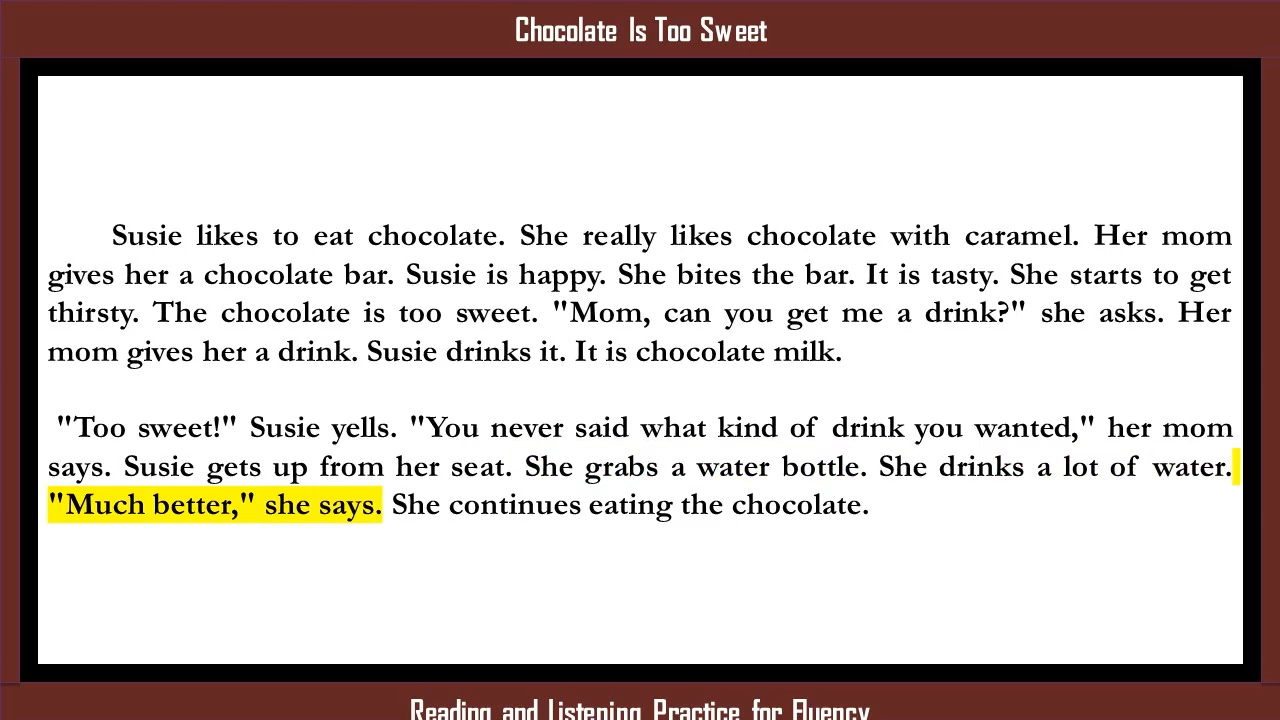 Chocolate Is Too Sweet
Susie likes to eat chocolate. She really likes chocolate with caramel. Her mom
gives her a chocolate bar. Susie is happy. She bites the bar. It is tasty. She starts to get
thirsty. The chocolate is too sweet. "Mom, can you get me a drink?" she asks. Her
mom gives her a drink. Susie drinks it. It is chocolate milk.
"Too sweet!" Susie yells. "You never said what kind of drink you wanted," her mom
says. Susie gets up from her seat. She grabs a water bottle. She drinks a lot of water.
"Much better," she says. She continues eating the chocolate.
Reading and Listening Practice for Fluency